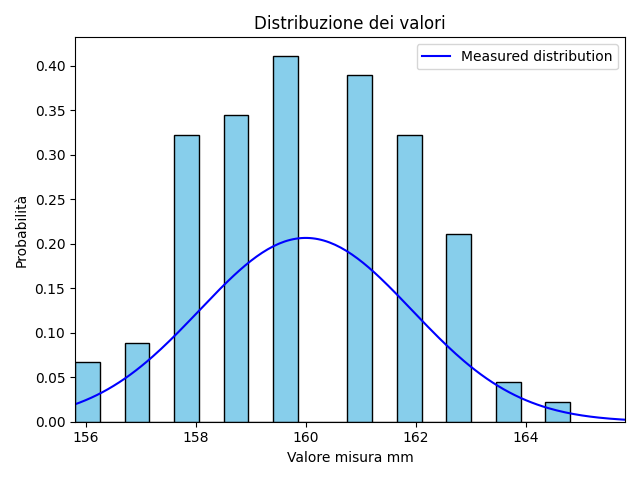 Distribuzione dei valori
Measured distribution
0.40
0.35
0.30
0.25
0.20
0.15
0.10
0.05
0.00
Probabilità
156 158 160 162 164
Valore misura mm